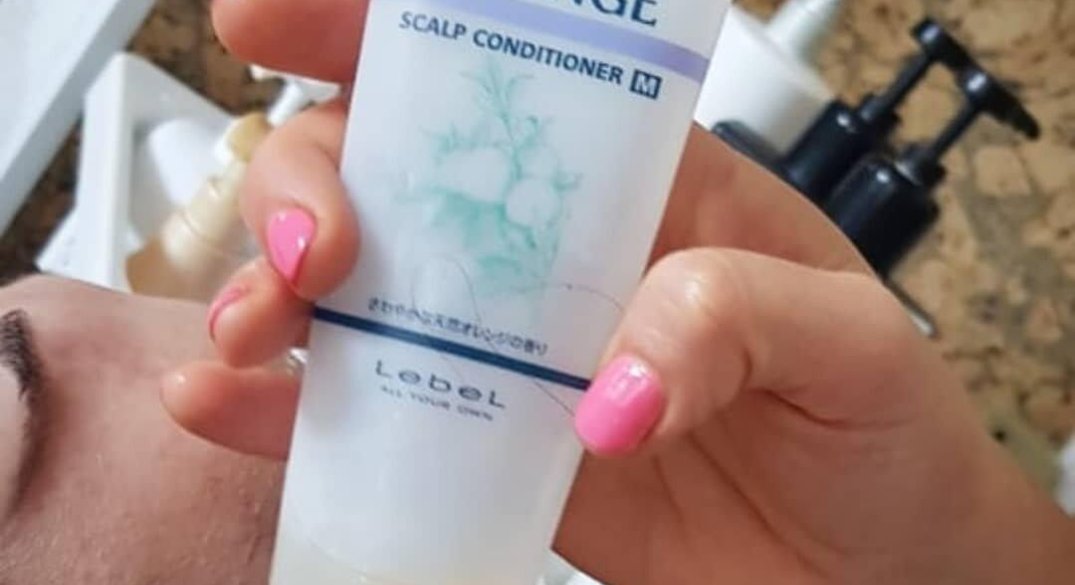 NGE
SCALP CONDITIONER M
さわやかな天然オレンジの香り
LebeL
ALL YOUR OWN